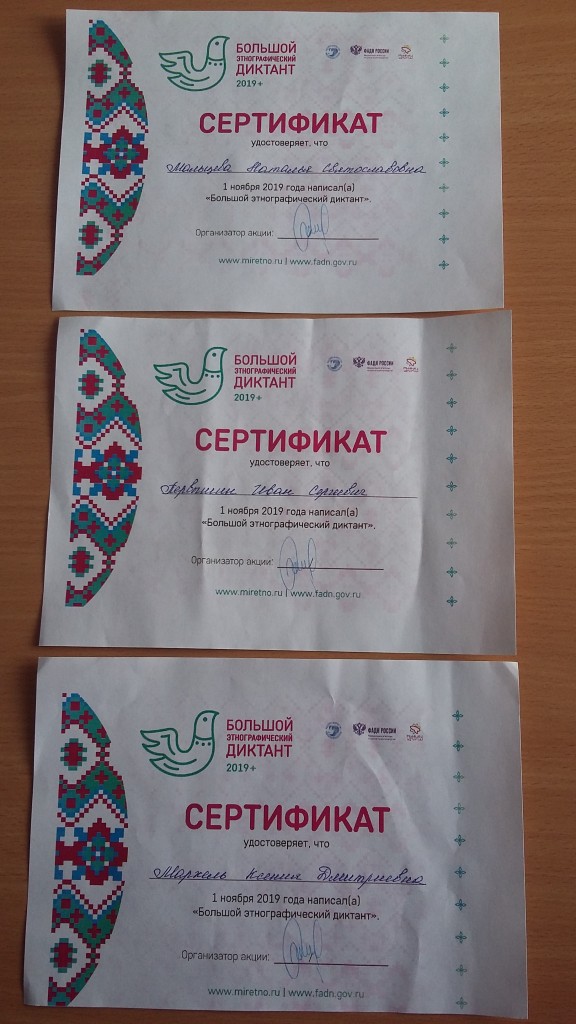 БОЛЬШОЙ
ЭТНОГРАФИЧЕСКИЙ
ДИКТАНТ
2019+
ФАДН РОССИИ
СЕРТИФИКАТ
удостоверяет, что
Мальцева Наталья Святославовна
1 ноября 2019 года написал(а)
«Большой этнографический диктант».
Организатор акции:
www.miretno.ru | www.fadn.gov.ru
БОЛЬШОЙ
ЭТНОГРАФИЧЕСКИЙ
ДИКТАНТ
2019+
ФАДН РОССИИ
СЕРТИФИКАТ
удостоверяет, что
Иван Сергеевич
1 ноября 2019 года написал(а)
«Большой этнографический диктант».
Организатор акции:
www.miretno.ru | www.fadn.gov.ru
БОЛЬШОЙ
ЭТНОГРАФИЧЕСКИЙ
ДИКТАНТ
2019+
ФАДН РОССИИ
СЕРТИФИКАТ
удостоверяет, что
Маркель Ксения Дмитриевна
1 ноября 2019 года написал(а)
«Большой этнографический диктант».
Организатор акции:
www.miretno.ru | www.fadn.gov.ru